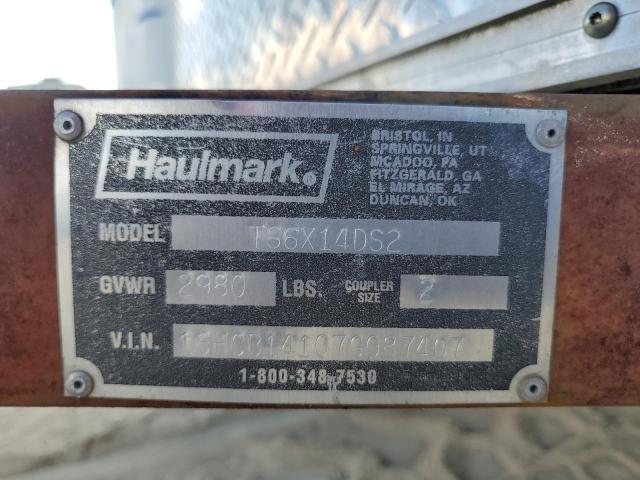 Haulmark®
BRISTOL, IN
SPRINGVILLE, UT
MCADOO, PA
FITZGERALD, GA
EL MIRAGE, AZ
DUNCAN, OK
MODEL TS6X14DS2
GVWR 2980 LBS. COUPLER SIZE 2
V.I.N.
1-800-348-7530